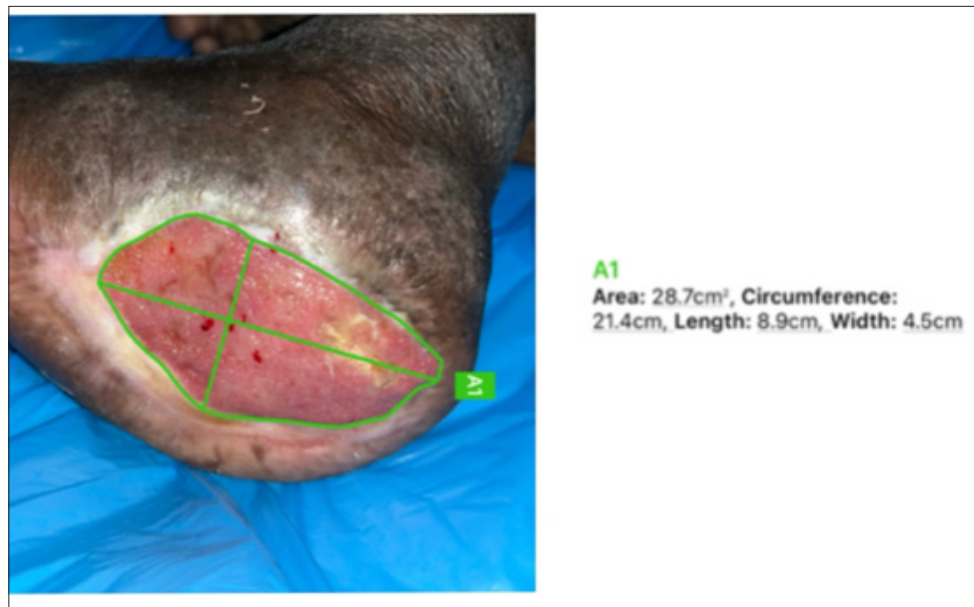 A1
A1
Area: 28.7cm², Circumference:
21.4cm, Length: 8.9cm, Width: 4.5cm